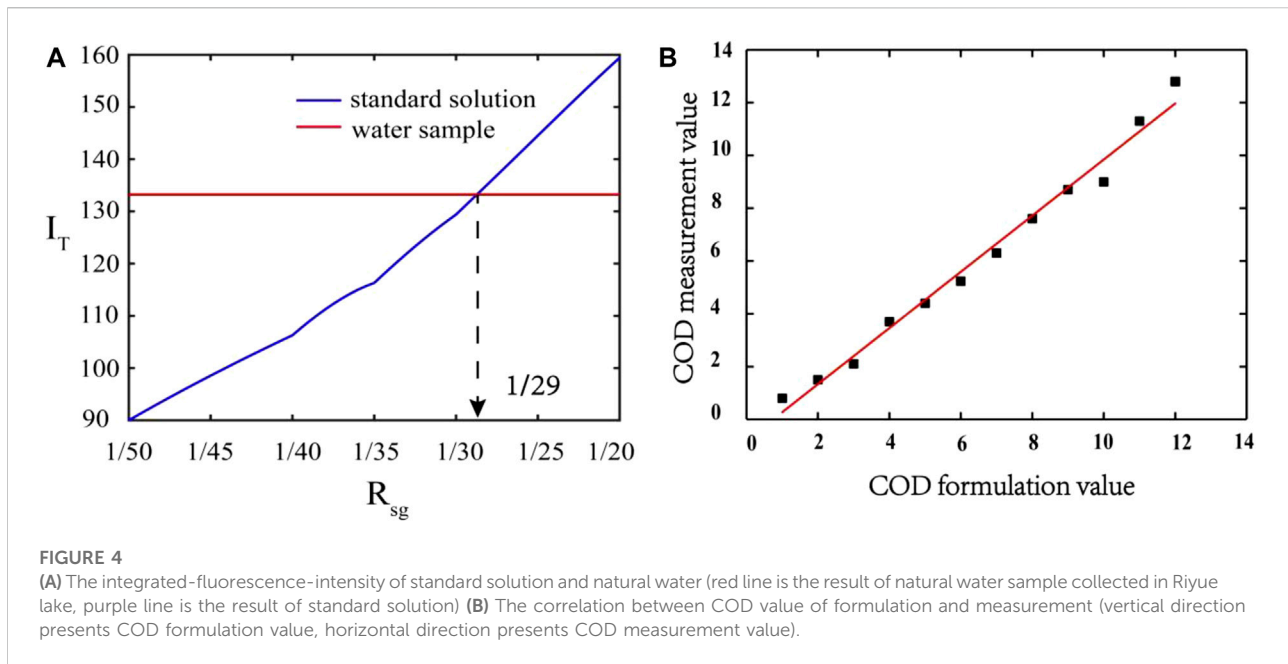 A
160
150
140
130
120
110
100
90
I_T
standard solution
water sample
1/29
1/50 1/45 1/40 1/35 1/30 1/25 1/20
R_sg
B
14
12
10
8
6
4
2
0
COD measurement value
0 2 4 6 8 10 12 14
COD formulation value
FIGURE 4
(A) The integrated-fluorescence-intensity of standard solution and natural water (red line is the result of natural water sample collected in Riyue
lake, purple line is the result of standard solution) (B) The correlation between COD value of formulation and measurement (vertical direction
presents COD formulation value, horizontal direction presents COD measurement value).